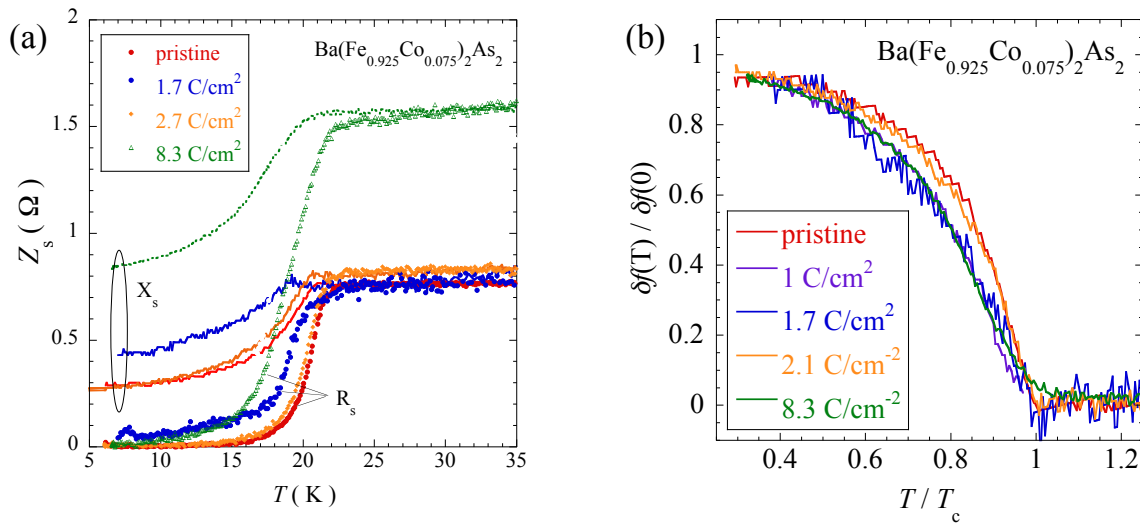 (a)
pristine
1.7 C/cm²
2.7 C/cm²
8.3 C/cm²
Ba(Fe₀.₉₂₅Co₀.₀₇₅)₂As₂
Zₛ ( Ω )
2
1.5
1
0.5
0
Xₛ
Rₛ
5 10 15 20 25 30 35
T ( K )
(b)
Ba(Fe₀.₉₂₅Co₀.₀₇₅)₂As₂
δf(T) / δf(0)
1
0.8
0.6
0.4
0.2
0
pristine
1 C/cm²
1.7 C/cm²
2.1 C/cm⁻²
8.3 C/cm⁻²
0.4 0.6 0.8 1 1.2
T / T꜀